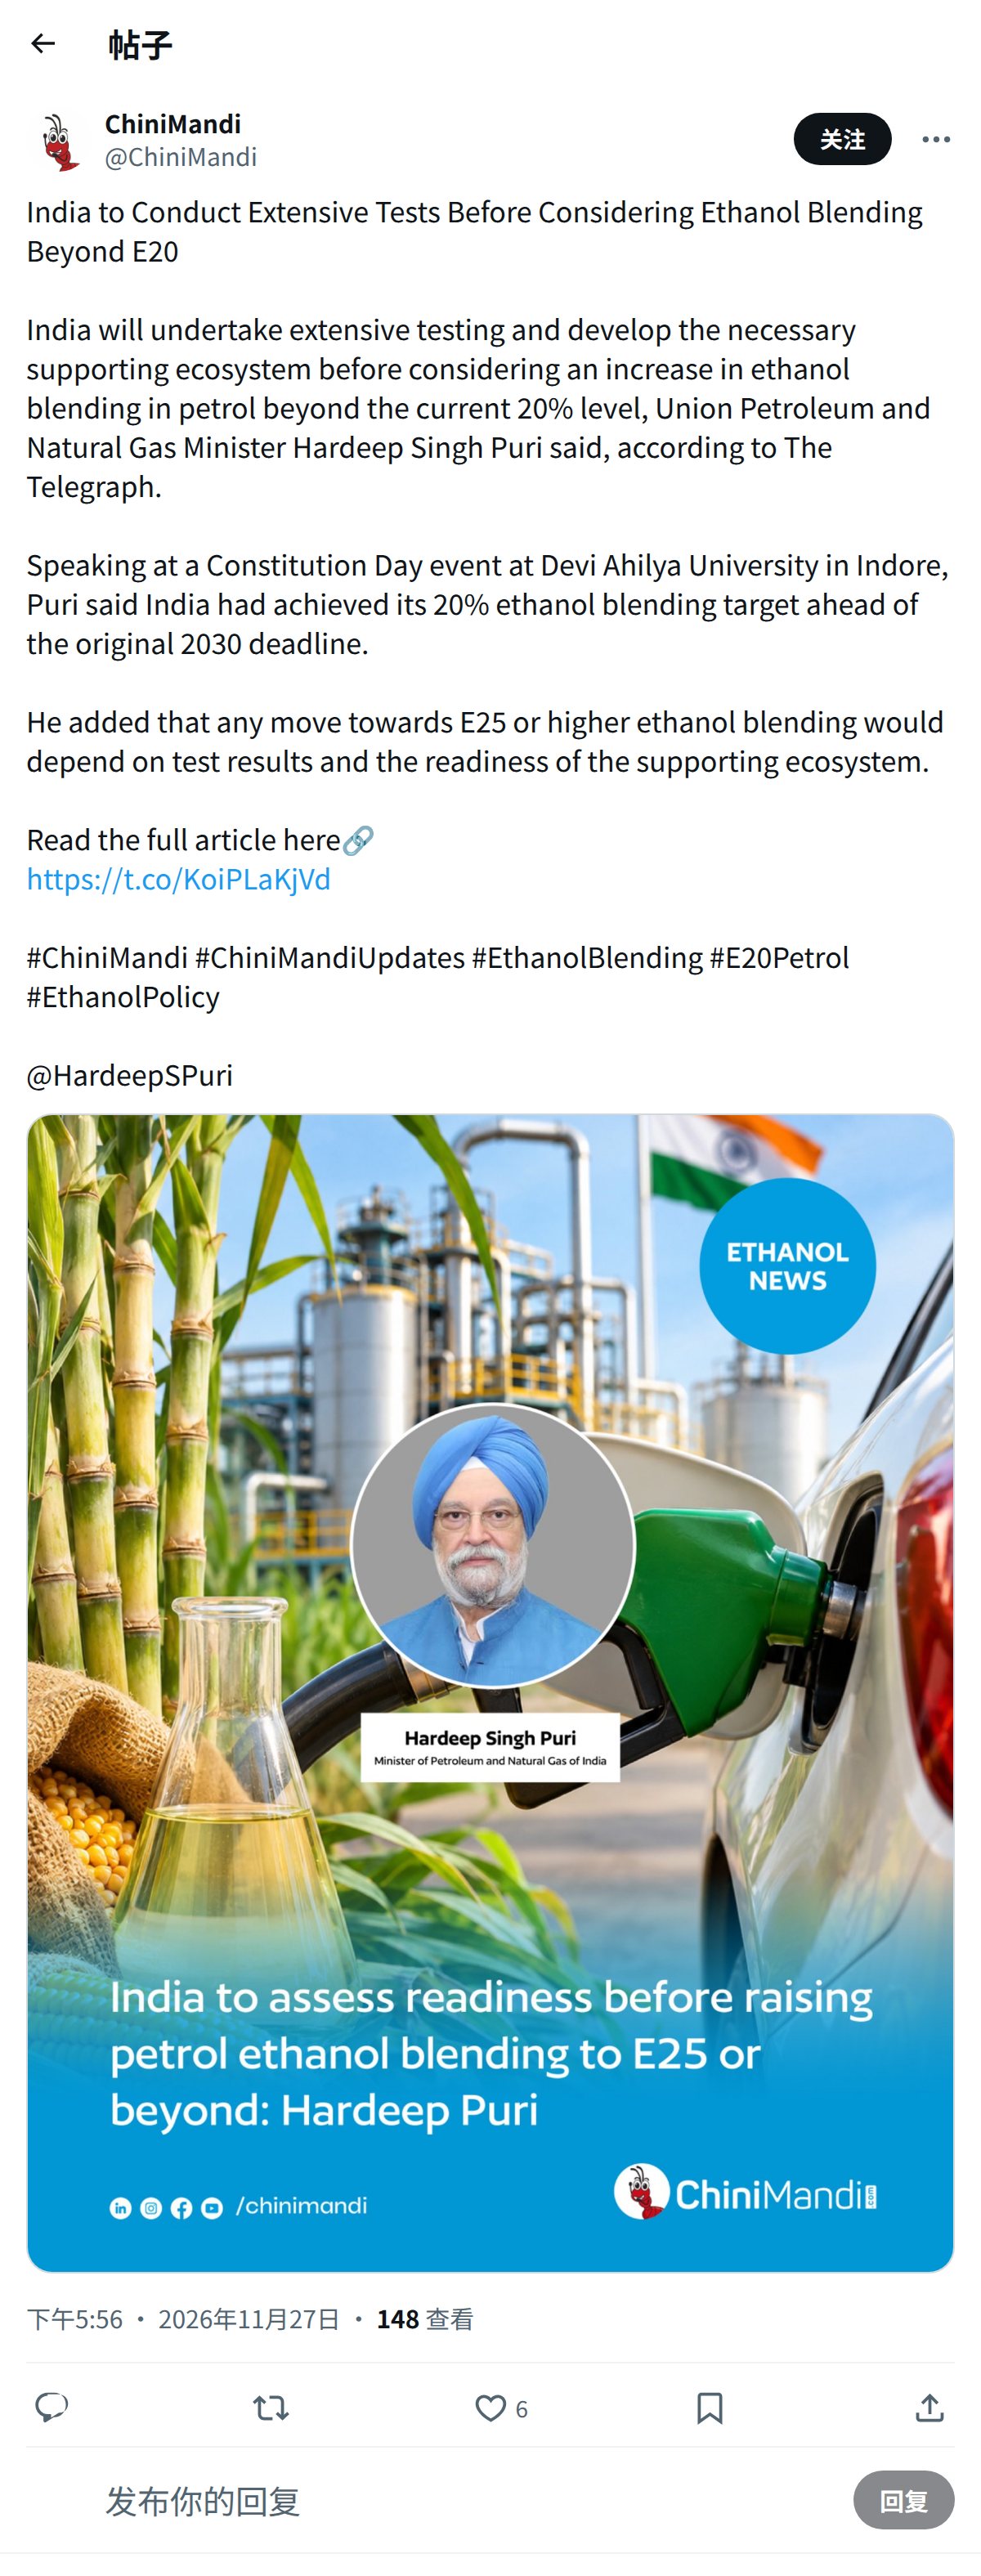 帖子
ChiniMandi
@ChiniMandi
关注
India to Conduct Extensive Tests Before Considering Ethanol Blending
Beyond E20
India will undertake extensive testing and develop the necessary
supporting ecosystem before considering an increase in ethanol
blending in petrol beyond the current 20% level, Union Petroleum and
Natural Gas Minister Hardeep Singh Puri said, according to The
Telegraph.
Speaking at a Constitution Day event at Devi Ahilya University in Indore,
Puri said India had achieved its 20% ethanol blending target ahead of
the original 2030 deadline.
He added that any move towards E25 or higher ethanol blending would
depend on test results and the readiness of the supporting ecosystem.
Read the full article here🔗
https://t.co/KoiPLaKjVd
#ChiniMandi #ChiniMandiUpdates #EthanolBlending #E20Petrol
#EthanolPolicy
@HardeepSPuri
ETHANOL
NEWS
Hardeep Singh Puri
Minister of Petroleum and Natural Gas of India
India to assess readiness before raising
petrol ethanol blending to E25 or
beyond: Hardeep Puri
/chinimandi
ChiniMandi
下午5:56 · 2026年11月27日 · 148 查看
6
发布你的回复
回复